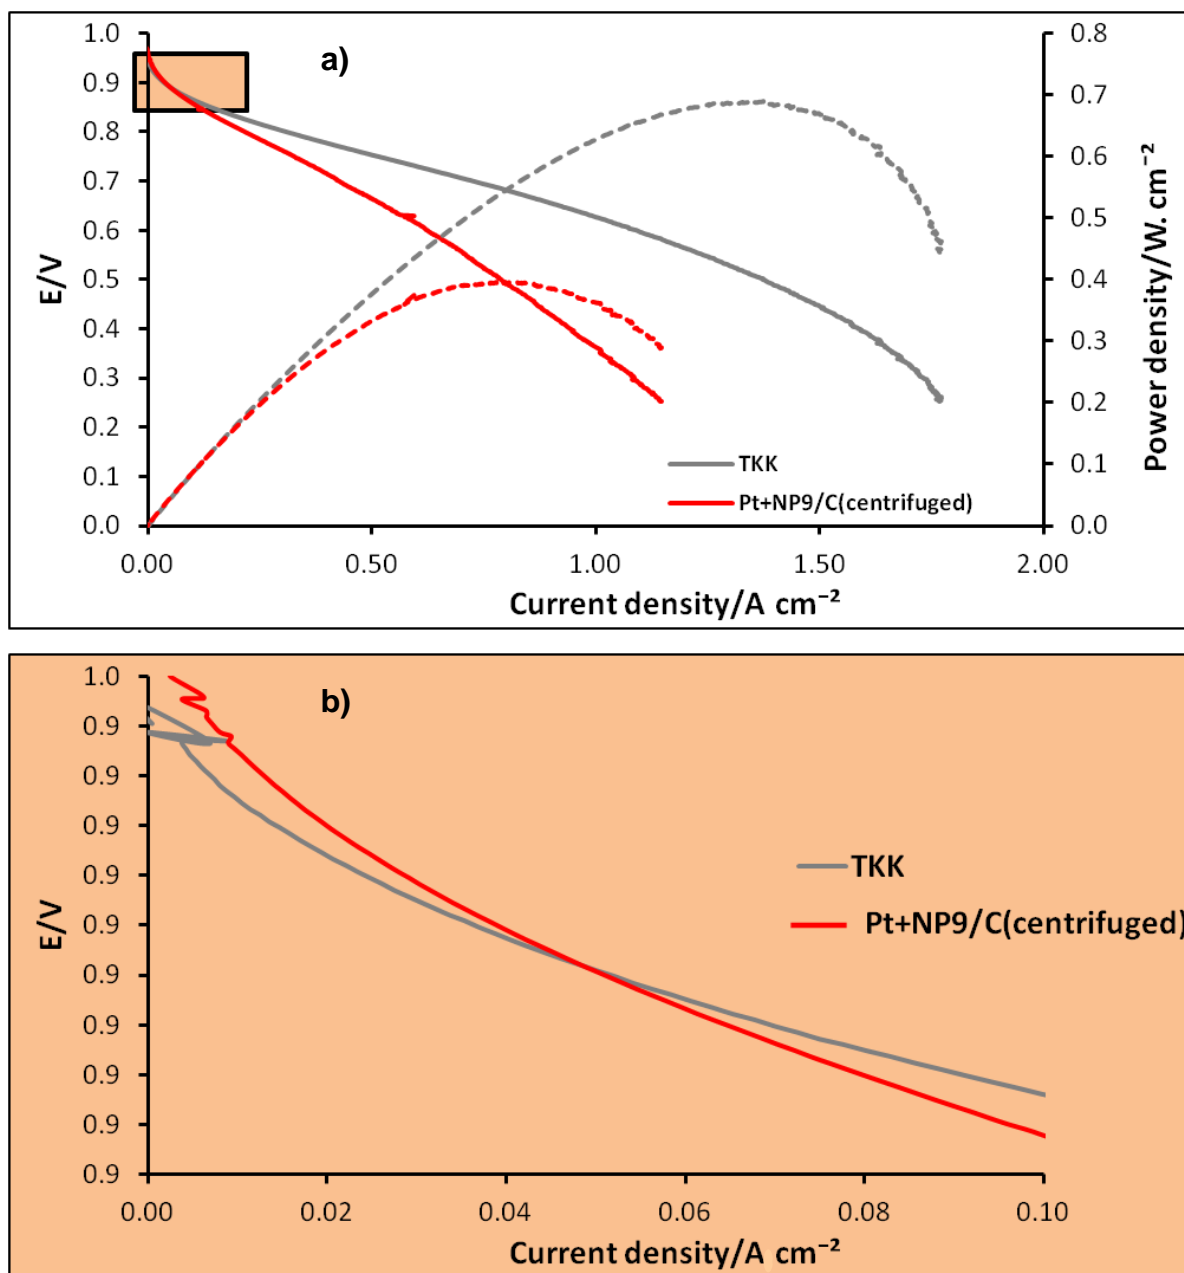 a)
1.0
0.9
0.8
0.7
0.6
0.5
0.4
0.3
0.2
0.1
0.0
E/V
0.8
0.7
0.6
0.5
0.4
0.3
0.2
0.1
0.0
Power density/W. cm⁻²
TKK
Pt+NP9/C(centrifuged)
0.00 0.50 1.00 1.50 2.00
Current density/A cm⁻²
b)
1.0
0.9
0.9
0.9
0.9
0.9
0.9
0.9
0.9
0.9
0.9
E/V
TKK
Pt+NP9/C(centrifuged)
0.00 0.02 0.04 0.06 0.08 0.10
Current density/A cm⁻²